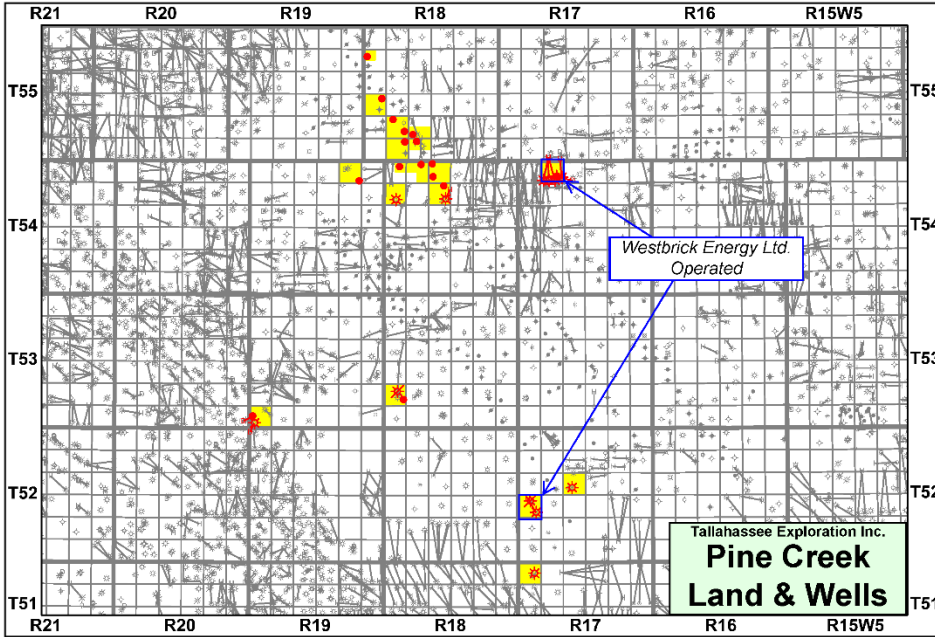 R21 R20 R19 R18 R17 R16 R15W5
T55 T55
T54 T54
Westbrick Energy Ltd.
Operated
T53 T53
T52 T52
Tallahassee Exploration Inc.
Pine Creek
Land & Wells
T51 T51
R21 R20 R19 R18 R17 R16 R15W5